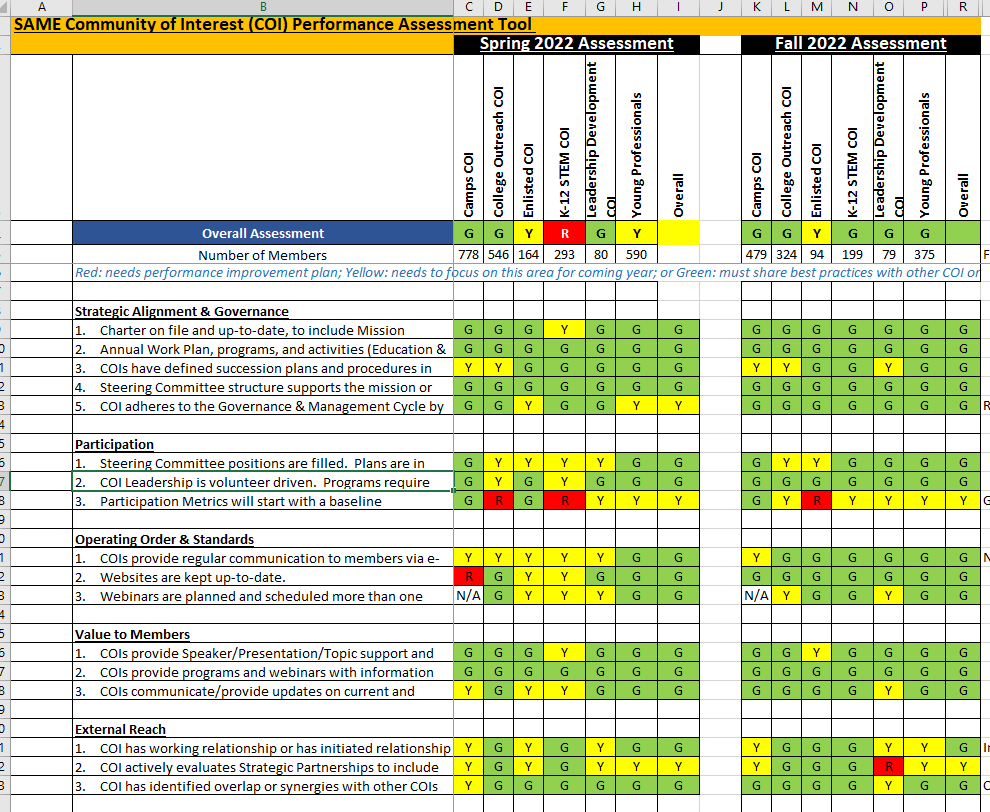 A B C D E F G H I J K L M N O P R
SAME Community of Interest (COI) Performance Assessment Tool
Spring 2022 Assessment Fall 2022 Assessment
Camps COI College Outreach COI Enlisted COI K-12 STEM COI Leadership Development COI Young Professionals Overall Camps COI College Outreach COI Enlisted COI K-12 STEM COI Leadership Development COI Young Professionals Overall
Overall Assessment G G Y R G Y G G Y G G G
Number of Members 778 546 164 293 80 590 479 324 94 199 79 375 F
Red: needs performance improvement plan; Yellow: needs to focus on this area for coming year; or Green: must share best practices with other COI or
Strategic Alignment & Governance
1. Charter on file and up-to-date, to include Mission G G G Y G G G G G G G G G G
2. Annual Work Plan, programs, and activities (Education & G G G G G G G G G G G G G G
3. COIs have defined succession plans and procedures in Y Y G G G G G Y Y G G Y G G
4. Steering Committee structure supports the mission or G G G G G G G G G G G G G G
5. COI adheres to the Governance & Management Cycle by G G Y G G Y Y G G G G G G G R
Participation
1. Steering Committee positions are filled. Plans are in G Y Y Y Y G G G Y Y G G G G
2. COI Leadership is volunteer driven. Programs require G Y G Y G G G G G G G G G G
3. Participation Metrics will start with a baseline G R G R Y Y Y G Y R Y Y Y Y G
Operating Order & Standards
1. COIs provide regular communication to members via e- Y Y Y Y Y G G Y G G G G G G N
2. Websites are kept up-to-date. R G Y Y G G G G G G G G G G
3. Webinars are planned and scheduled more than one N/A G Y Y Y G G N/A Y G G Y G G
Value to Members
1. COIs provide Speaker/Presentation/Topic support and G G G Y G G G G G Y G G G G
2. COIs provide programs and webinars with information G G G G G G G G G G G G G G
3. COIs communicate/provide updates on current and Y G Y Y G G G G G G G Y G G
External Reach
1. COI has working relationship or has initiated relationship Y G Y G Y G G Y G G G Y Y G
2. COI actively evaluates Strategic Partnerships to include Y G Y G Y Y Y Y G G G R Y Y
3. COI has identified overlap or synergies with other COIs Y G G G G G G G G G G Y G G